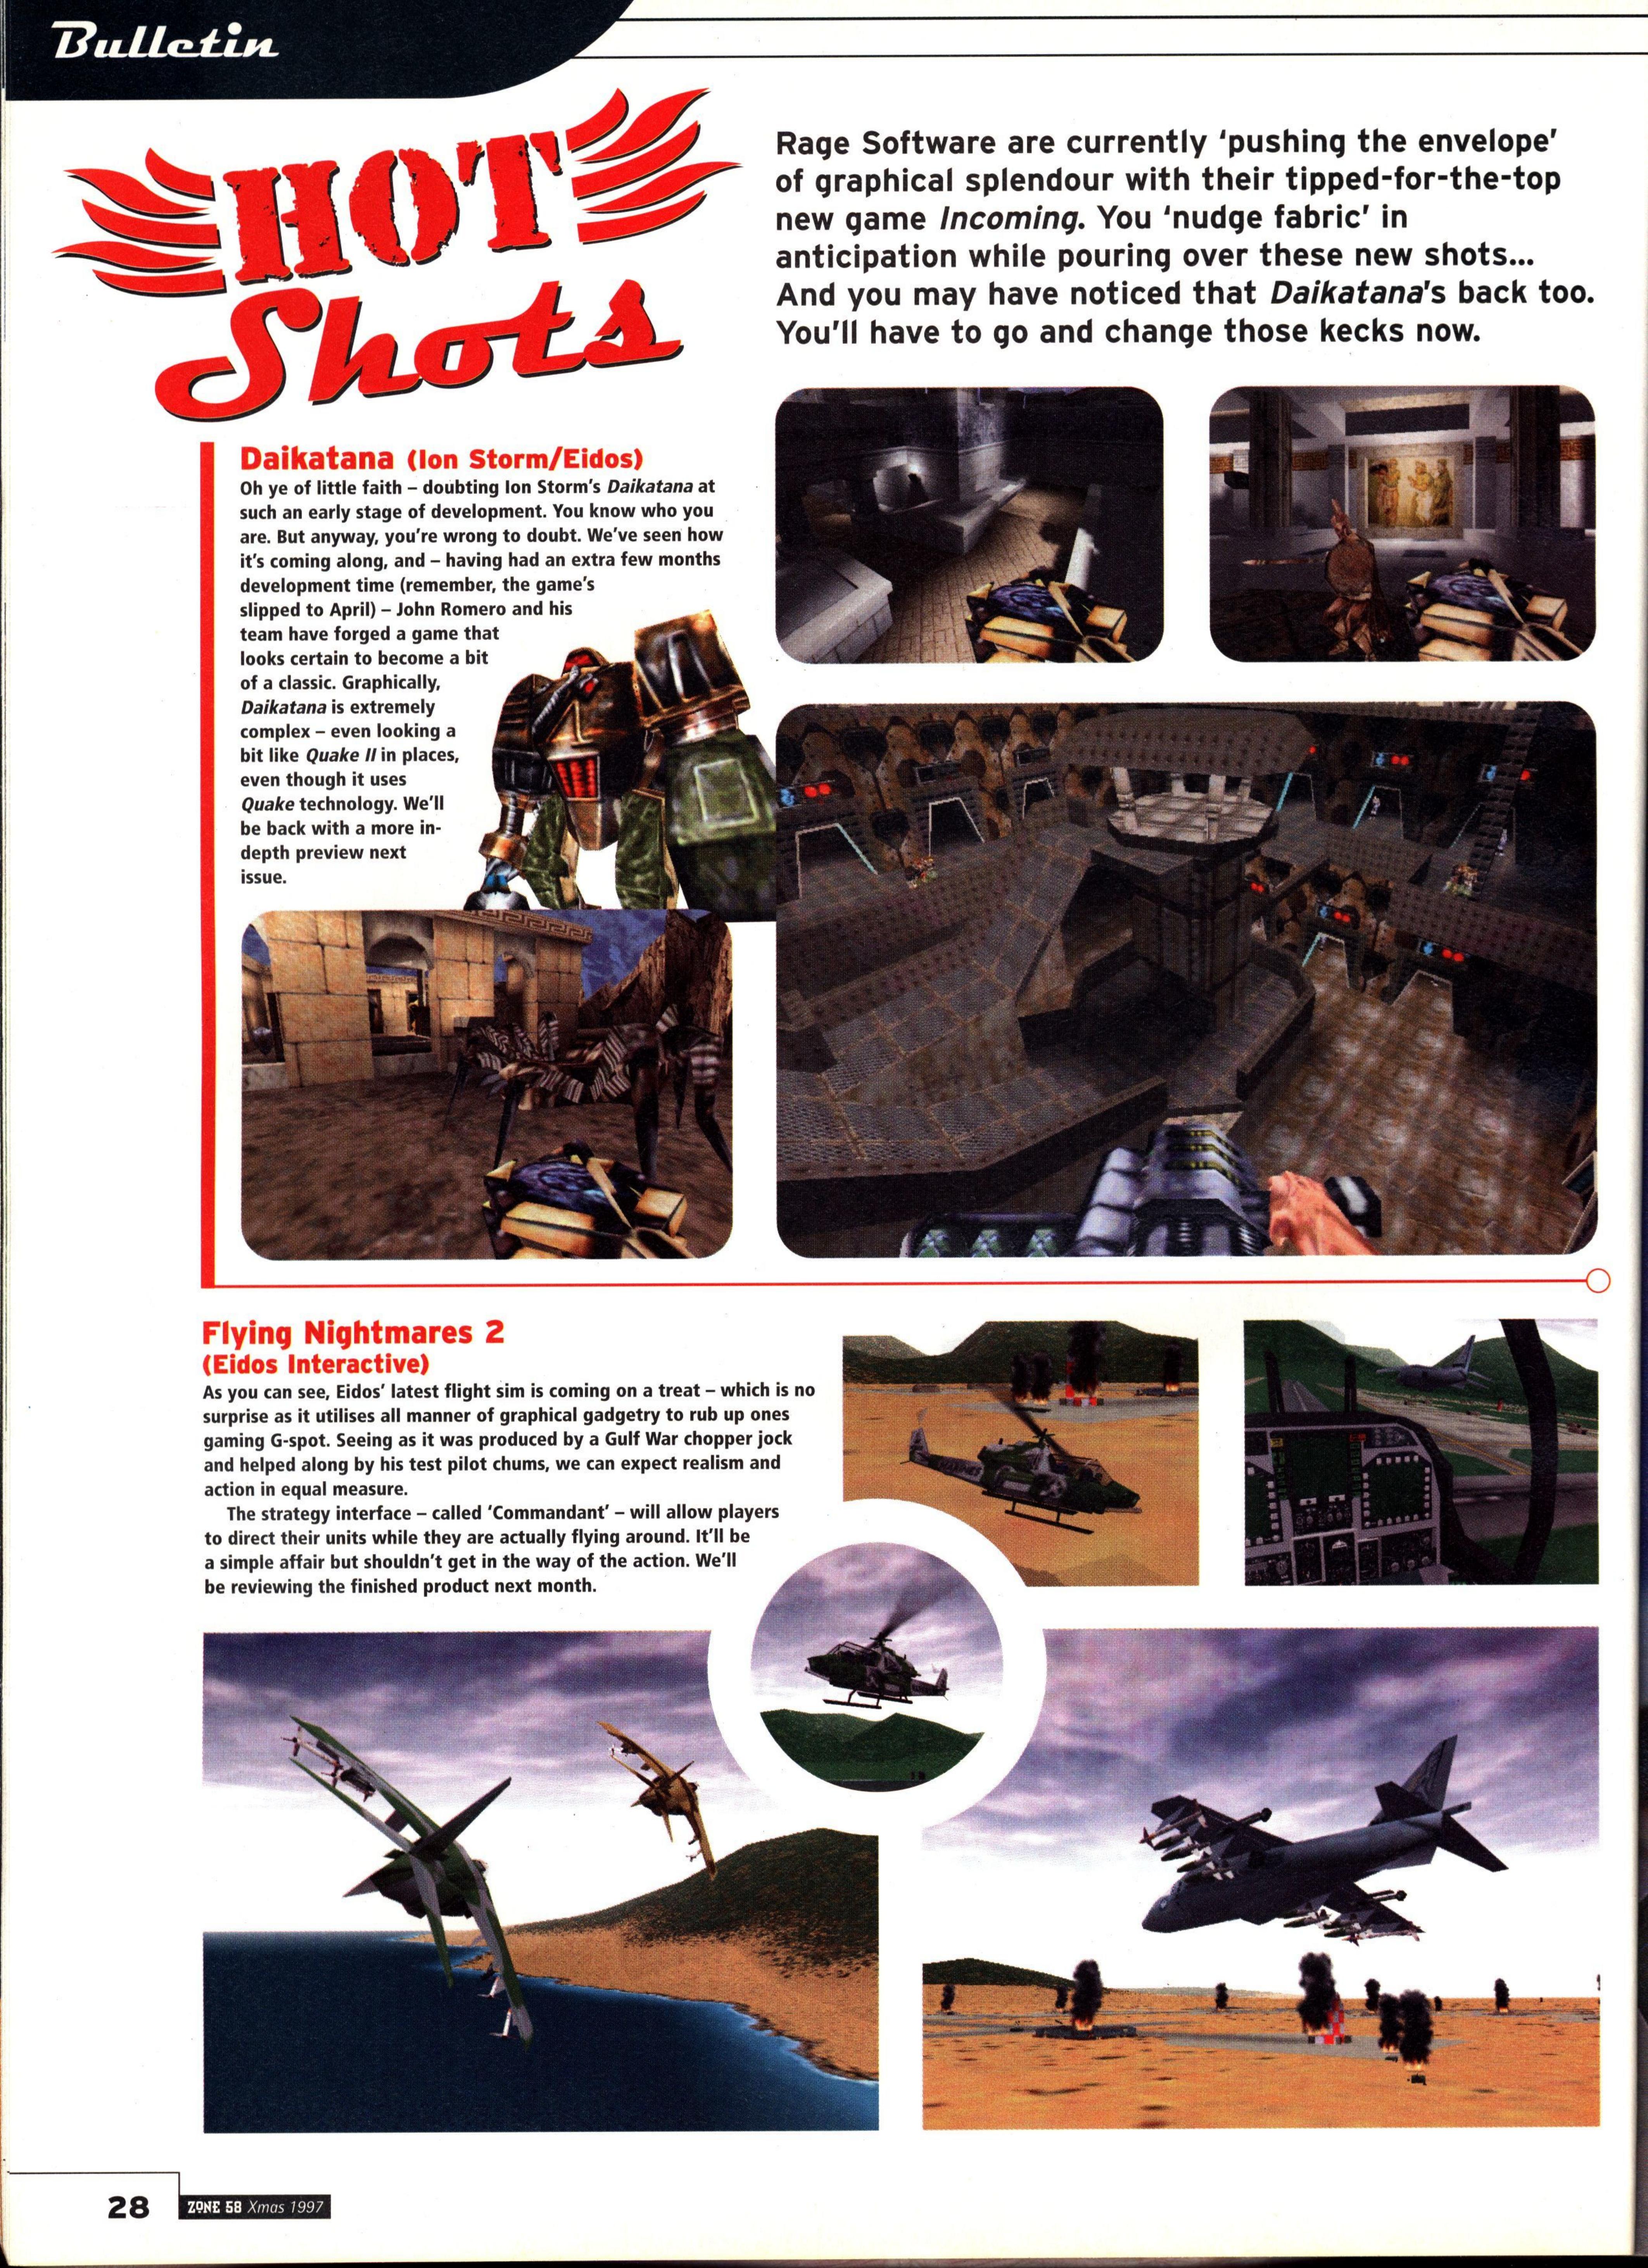 Bulletin
HOT
Shots
Rage Software are currently ‘pushing the envelope’
of graphical splendour with their tipped-for-the-top
new game Incoming. You ‘nudge fabric’ in
anticipation while pouring over these new shots...
And you may have noticed that Daikatana’s back too.
You’ll have to go and change those kecks now.
Daikatana (Ion Storm/Eidos)
Oh ye of little faith – doubting Ion Storm’s Daikatana at
such an early stage of development. You know who you
are. But anyway, you’re wrong to doubt. We’ve seen how
it’s coming along, and – having had an extra few months
development time (remember, the game’s
slipped to April) – John Romero and his
team have forged a game that
looks certain to become a bit
of a classic. Graphically,
Daikatana is extremely
complex – even looking a
bit like Quake II in places,
even though it uses
Quake technology. We’ll
be back with a more in-
depth preview next
issue.
Flying Nightmares 2
(Eidos Interactive)
As you can see, Eidos’ latest flight sim is coming on a treat – which is no
surprise as it utilises all manner of graphical gadgetry to rub up ones
gaming G-spot. Seeing as it was produced by a Gulf War chopper jock
and helped along by his test pilot chums, we can expect realism and
action in equal measure.
The strategy interface – called ‘Commandant’ – will allow players
to direct their units while they are actually flying around. It’ll be
a simple affair but shouldn’t get in the way of the action. We’ll
be reviewing the finished product next month.
MARINES
28
ZONE 58 Xmas 1997